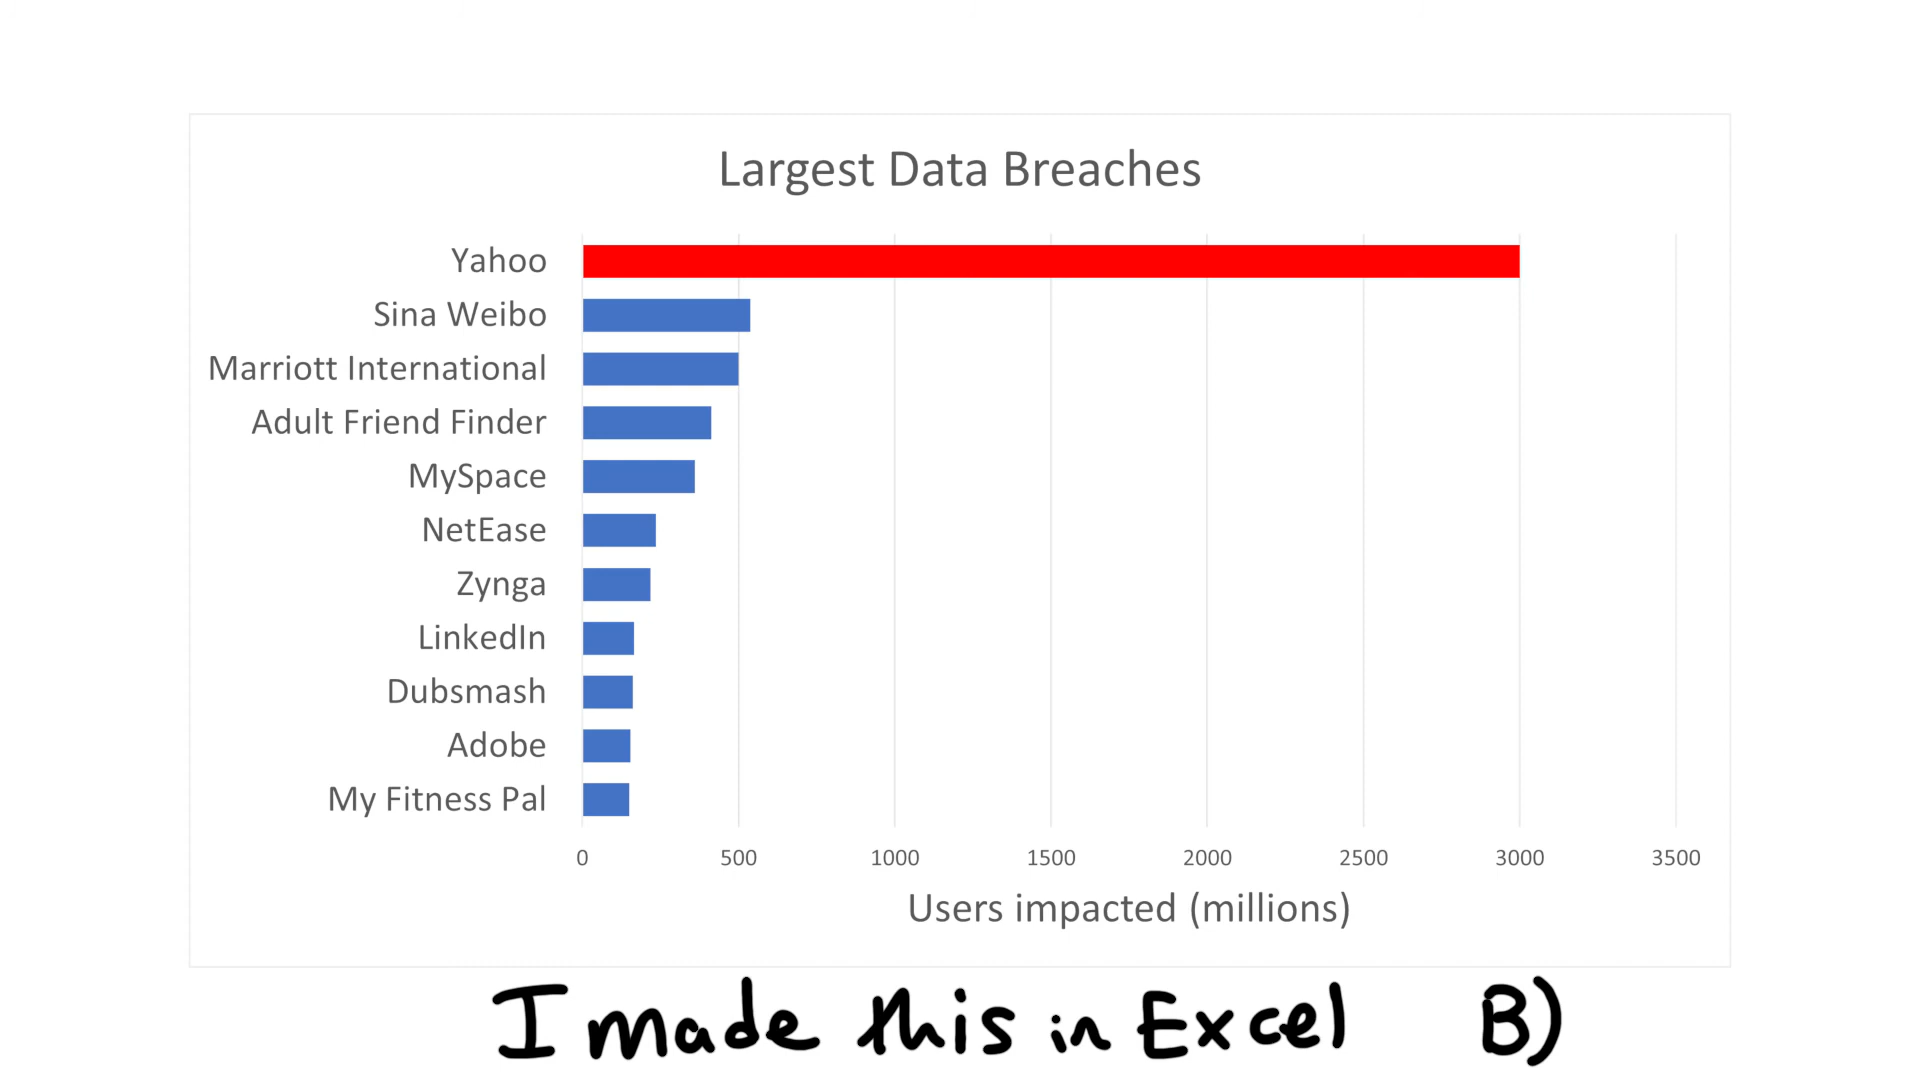 Largest Data Breaches
Yahoo
Sina Weibo
Marriott International
Adult Friend Finder
MySpace
NetEase
Zynga
LinkedIn
Dubsmash
Adobe
My Fitness Pal
0 500 1000 1500 2000 2500 3000 3500
Users impacted (millions)
I made this in Excel B)